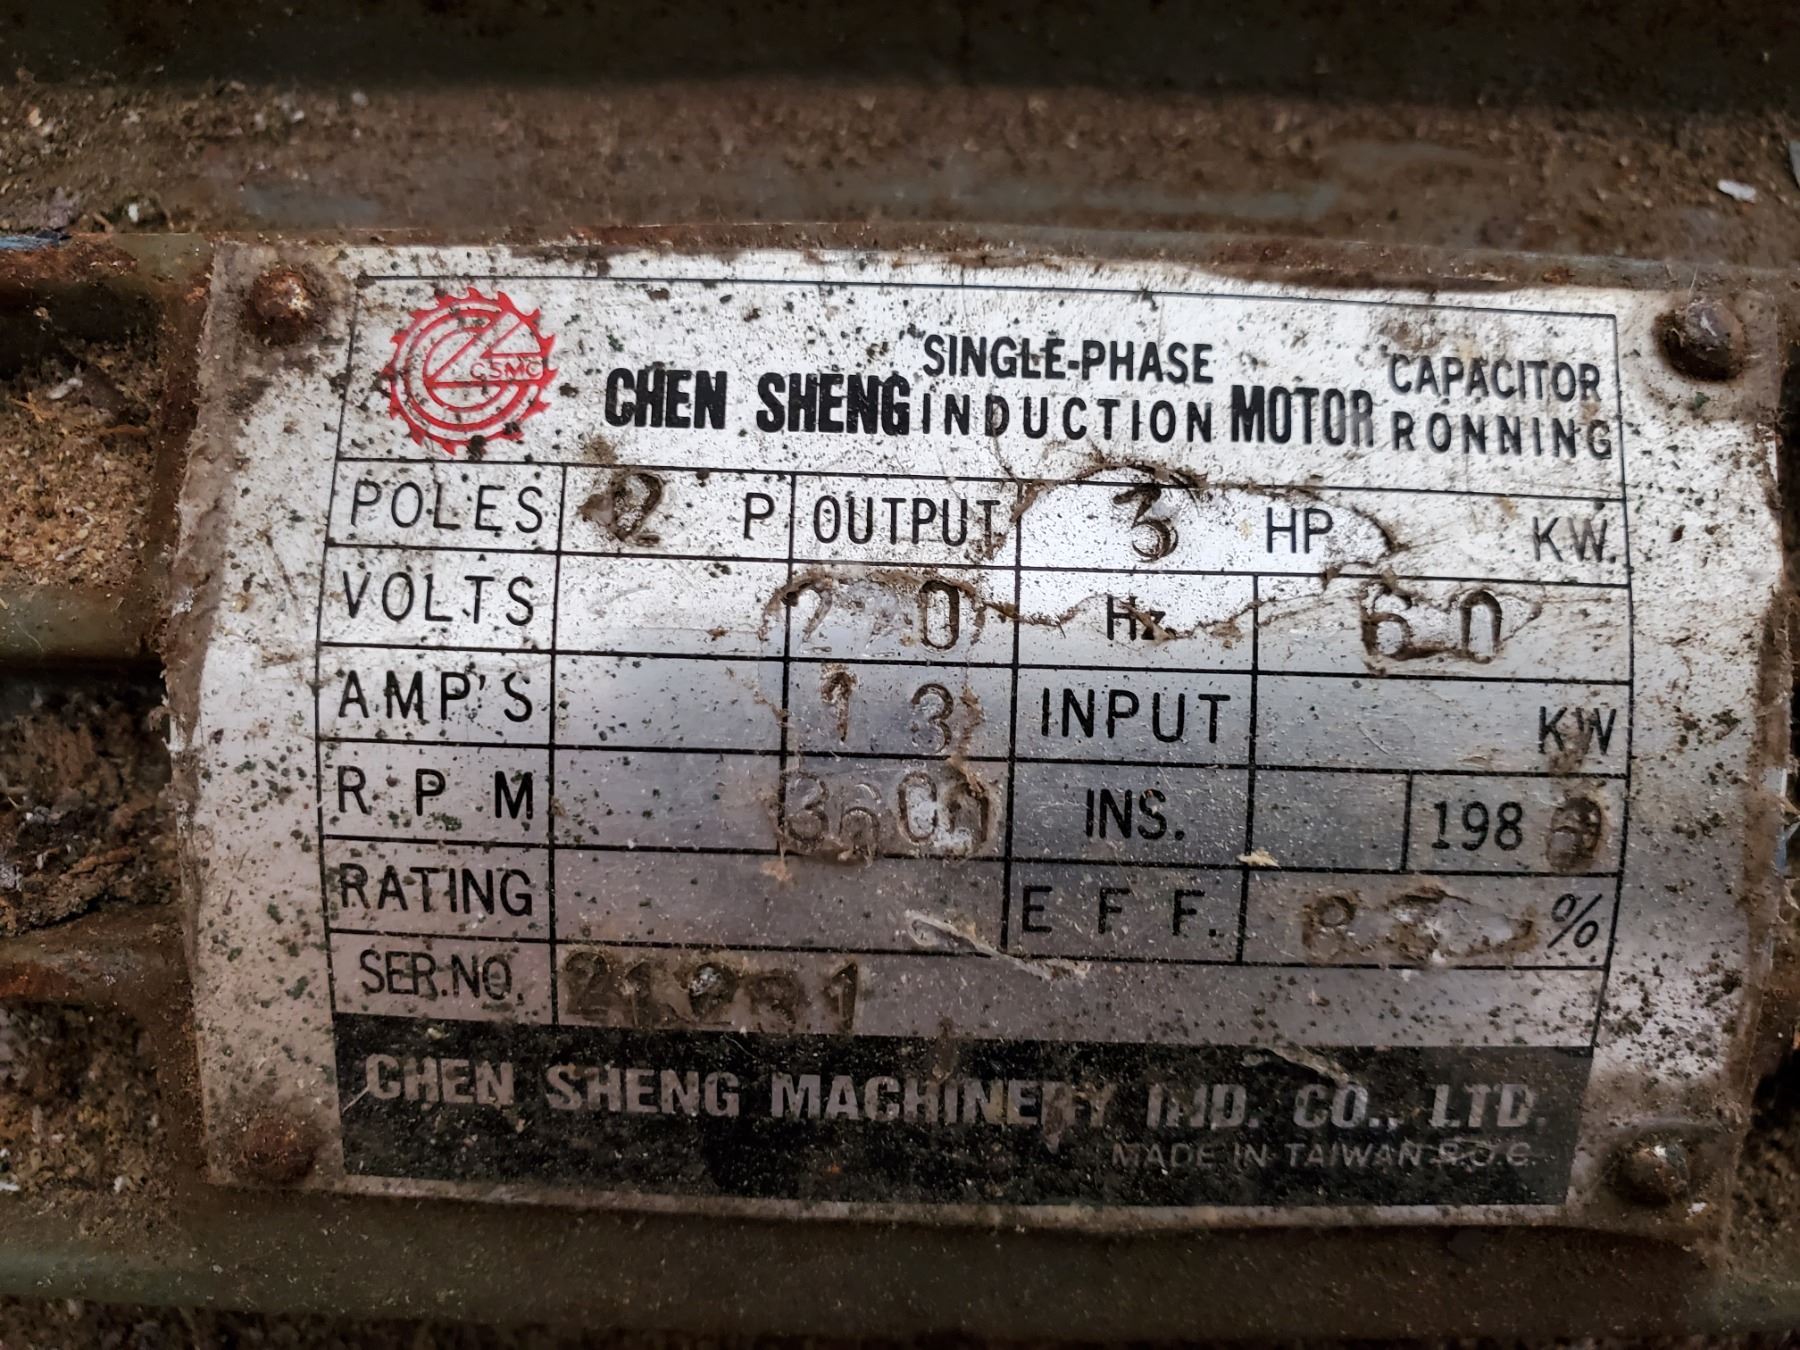 CSMC
CHEN SHENG SINGLE-PHASE INDUCTION MOTOR CAPACITOR RONNING
POLES 2 P OUTPUT 3 HP KW.
VOLTS 220 Hz. 60
AMP'S 13 INPUT KW
R P M 3600 INS. 1989
RATING E F F. %
SER.NO.
CHEN SHENG MACHINERY IND. CO., LTD.
MADE IN TAIWAN R.O.C.